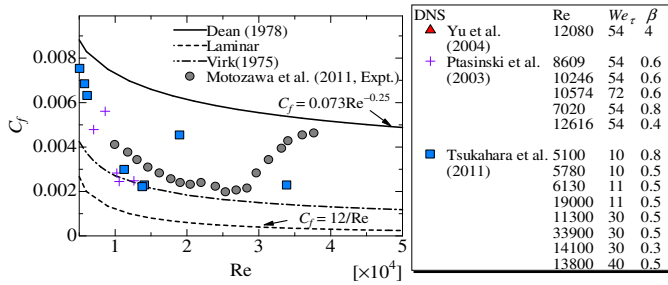 0.008
0.006
0.004
0.002
0
C_f
Dean (1978)
Laminar
Virk(1975)
Motozawa et al. (2011, Expt.)
C_f = 0.073Re^−0.25
C_f = 12/Re
1 2 3 4 5
Re [×10^4]
DNS Re We_τ β
Yu et al. 12080 54 4
(2004)
Ptasinski et al. 8609 54 0.6
(2003) 10246 54 0.6
10574 72 0.6
7020 54 0.8
12616 54 0.4
Tsukahara et al. 5100 10 0.8
(2011) 5780 10 0.5
6130 11 0.5
19000 11 0.5
11300 30 0.5
33900 30 0.5
14100 30 0.3
13800 40 0.5